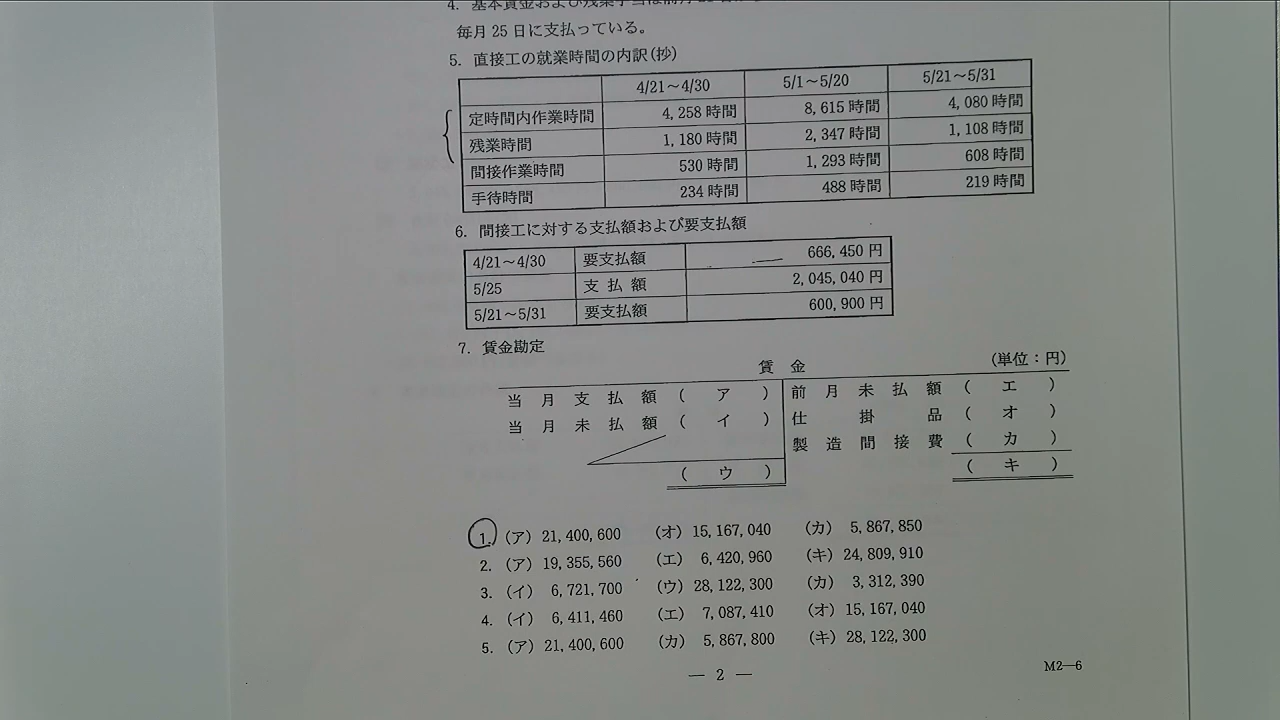 毎月25日に支払っている。
5. 直接工の就業時間の内訳(抄)
4/21～4/30 5/1～5/20 5/21～5/31
定時間内作業時間 4,258時間 8,615時間 4,080時間
残業時間 1,180時間 2,347時間 1,108時間
間接作業時間 530時間 1,293時間 608時間
手待時間 234時間 488時間 219時間
6. 間接工に対する支払額および要支払額
4/21～4/30 要支払額 666,450円
5/25 支払額 2,045,040円
5/21～5/31 要支払額 600,900円
7. 賃金勘定
賃金 (単位：円)
当月支払額 ( ア ) 前月未払額 ( エ )
当月未払額 ( イ ) 仕掛品 ( オ )
製造間接費 ( カ )
( ウ ) ( キ )
1. (ア) 21,400,600 (オ) 15,167,040 (カ) 5,867,850
2. (ア) 19,355,560 (エ) 6,420,960 (キ) 24,809,910
3. (イ) 6,721,700 (ウ) 28,122,300 (カ) 3,312,390
4. (イ) 6,411,460 (エ) 7,087,410 (オ) 15,167,040
5. (ア) 21,400,600 (カ) 5,867,800 (キ) 28,122,300
— 2 —
M2—6